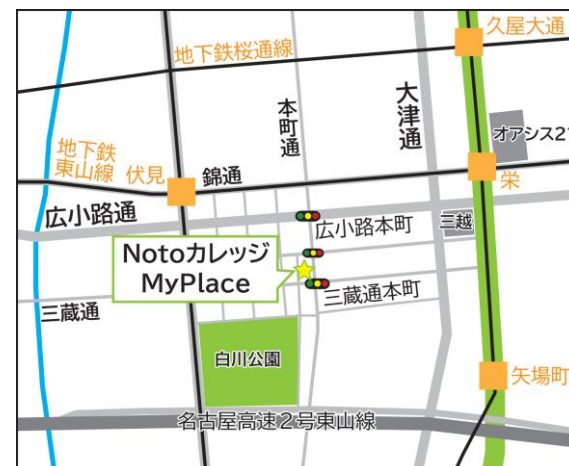 久屋大通
地下鉄桜通線
本町通
大津通
オアシス21
地下鉄
東山線
伏見
錦通
栄
広小路通
広小路本町
三越
Notoカレッジ
MyPlace
三蔵通
三蔵通本町
白川公園
矢場町
名古屋高速2号東山線